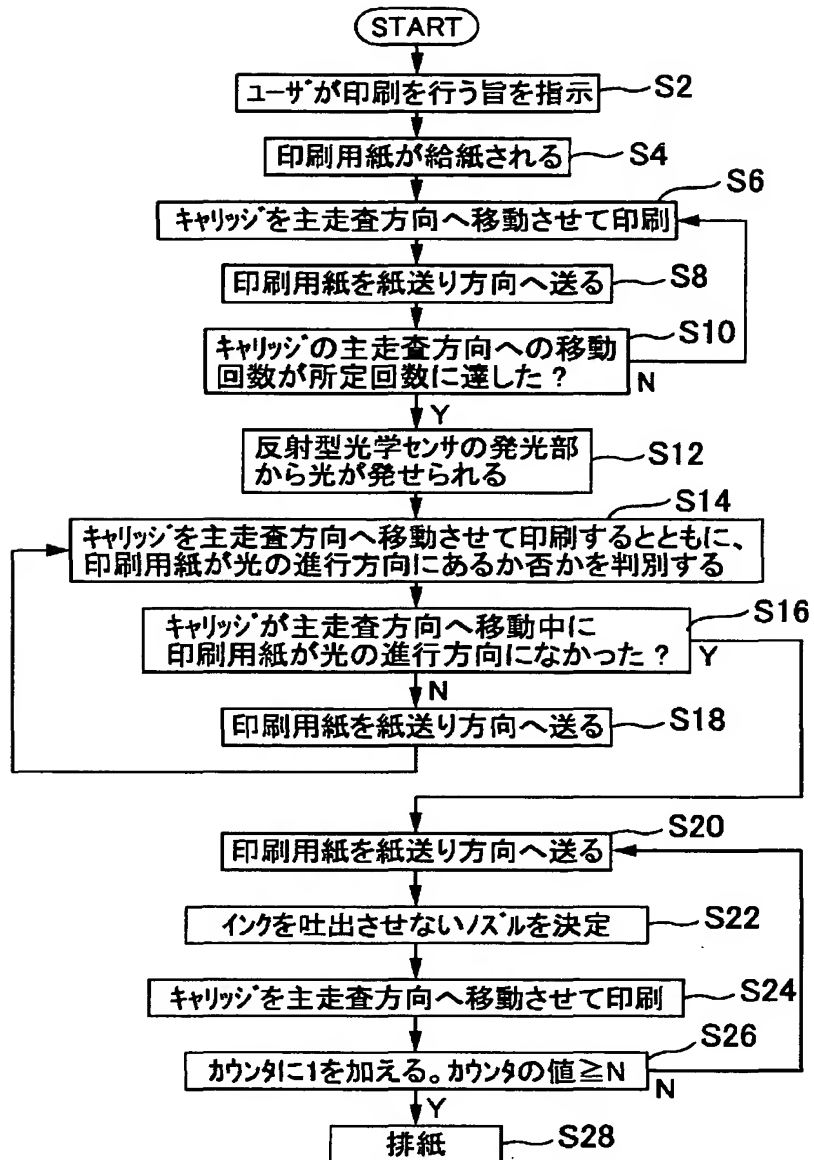 START
ユーザが印刷を行う旨を指示
S2
印刷用紙が給紙される
S4
S6
キャリッジを主走査方向へ移動させて印刷
印刷用紙を紙送り方向へ送る
S8
S10
キャリッジの主走査方向への移動
回数が所定回数に達した？
N
Y
反射型光学センサの発光部
から光が発せられる
S12
S14
キャリッジを主走査方向へ移動させて印刷するとともに、
印刷用紙が光の進行方向にあるか否かを判別する
S16
キャリッジが主走査方向へ移動中に
印刷用紙が光の進行方向になかった？
Y
N
印刷用紙を紙送り方向へ送る
S18
S20
印刷用紙を紙送り方向へ送る
インクを吐出させないノズルを決定
S22
キャリッジを主走査方向へ移動させて印刷
S24
S26
カウンタに1を加える。カウンタの値≧N
N
Y
排紙
S28